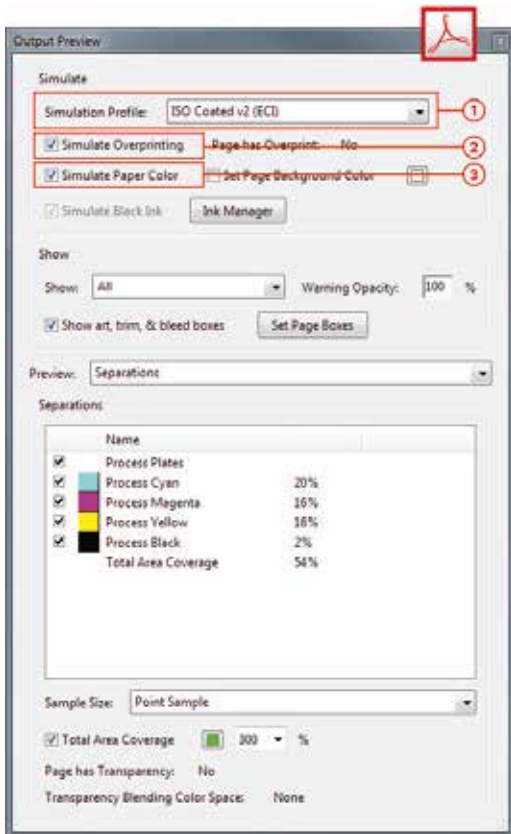 Output Preview
Simulate
Simulation Profile: ISO Coated v2 (ECI) 1
Simulate Overprinting Page has Overprint: No 2
Simulate Paper Color Set Page Background Color 3
Simulate Black Ink Ink Manager
Show
Show: All Warning Opacity: 100 %
Show art, trim, & bleed boxes Set Page Boxes
Preview: Separations
Separations
Name
Process Plates
Process Cyan 20%
Process Magenta 16%
Process Yellow 16%
Process Black 2%
Total Area Coverage 54%
Sample Size: Point Sample
Total Area Coverage 300 %
Page has Transparency: No
Transparency Blending Color Space: None